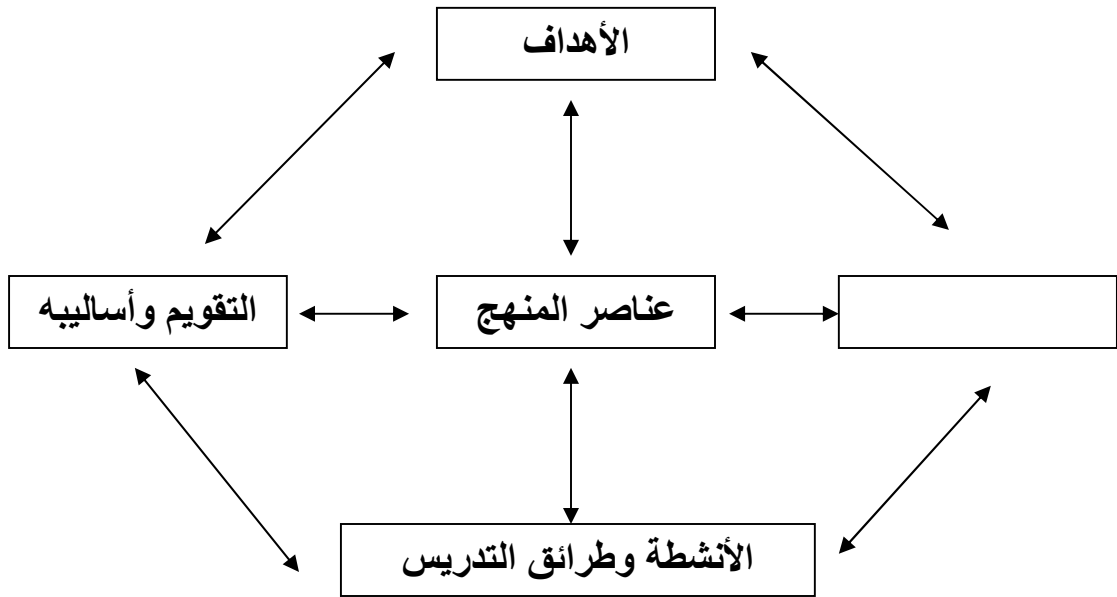 الأهداف
عناصر المنهج
التقويم وأساليبه
الأنشطة وطرائق التدريس